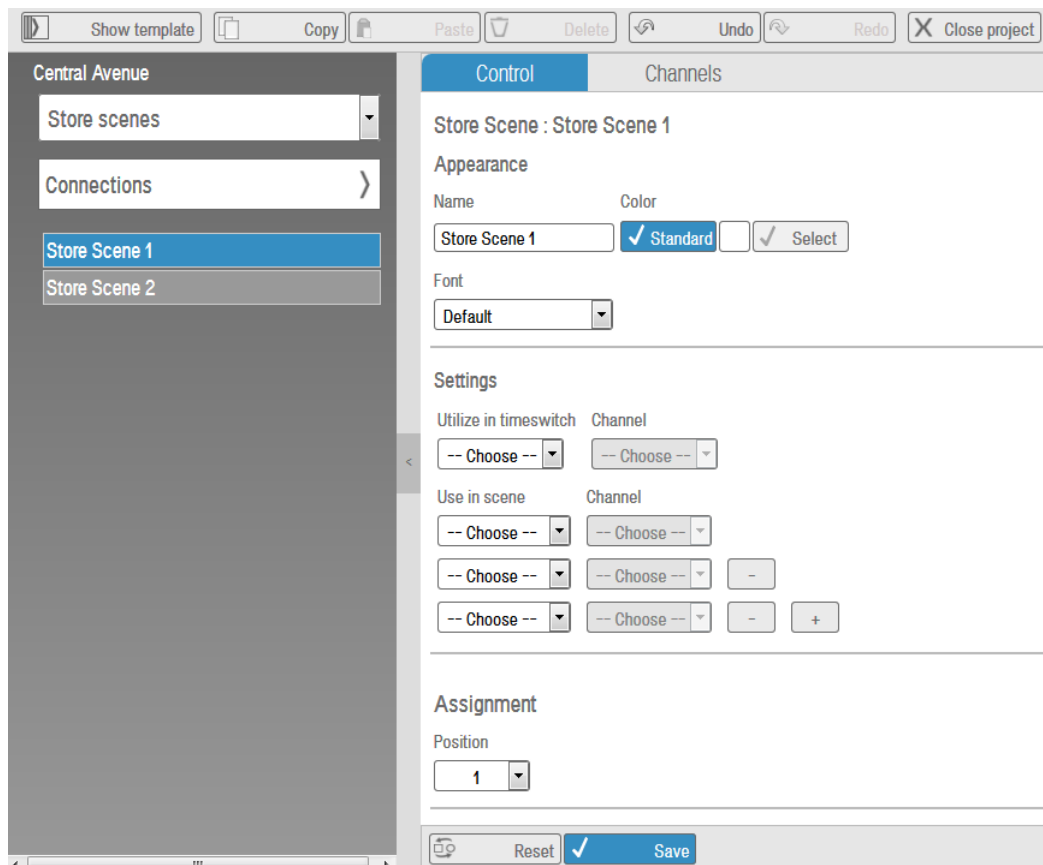 Show template Copy Paste Delete Undo Redo Close project
Central Avenue
Store scenes
Connections
Store Scene 1
Store Scene 2
Control Channels
Store Scene : Store Scene 1
Appearance
Name Color
Store Scene 1 Standard Select
Font
Default
Settings
Utilize in timeswitch Channel
-- Choose -- -- Choose --
Use in scene Channel
-- Choose -- -- Choose --
-- Choose -- -- Choose -- -
-- Choose -- -- Choose -- - +
Assignment
Position
1
Reset Save